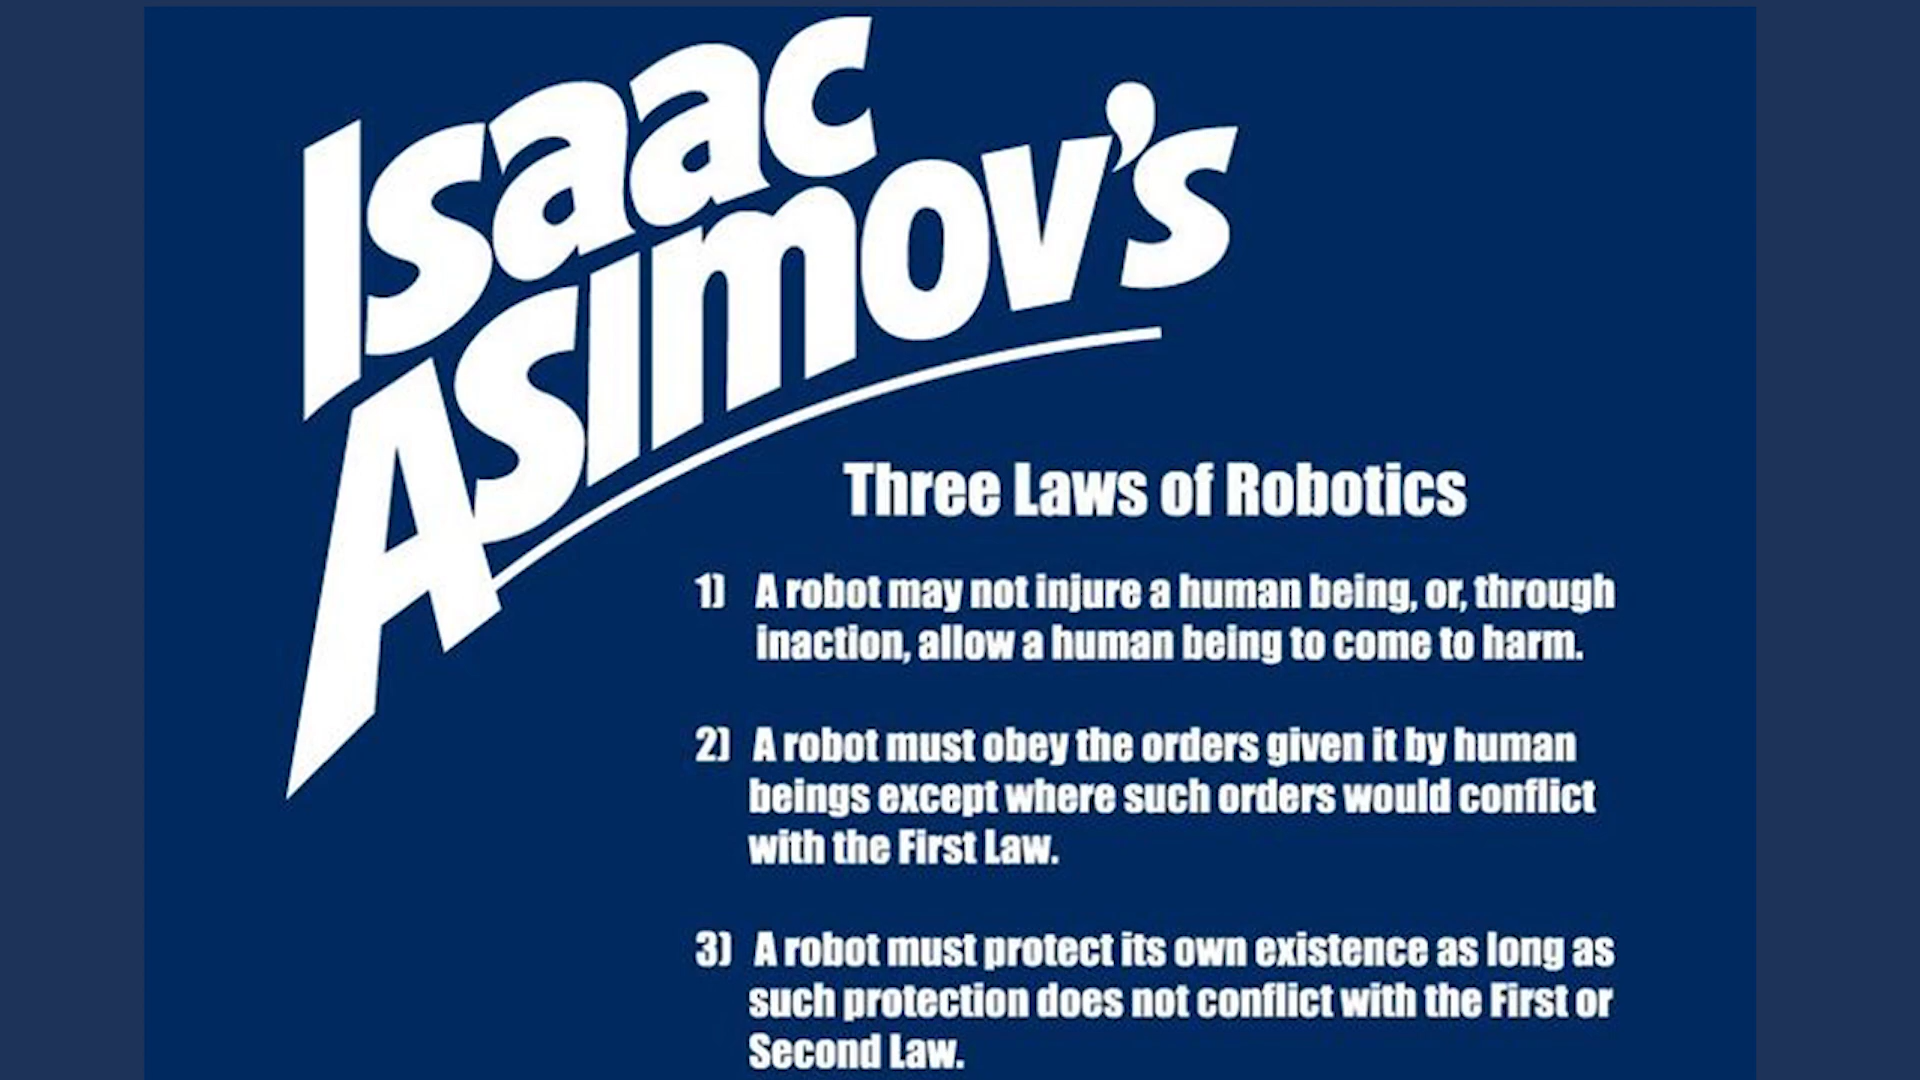 Isaac
Asimov's
Three Laws of Robotics
1) A robot may not injure a human being, or, through
inaction, allow a human being to come to harm.
2) A robot must obey the orders given it by human
beings except where such orders would conflict
with the First Law.
3) A robot must protect its own existence as long as
such protection does not conflict with the First or
Second Law.